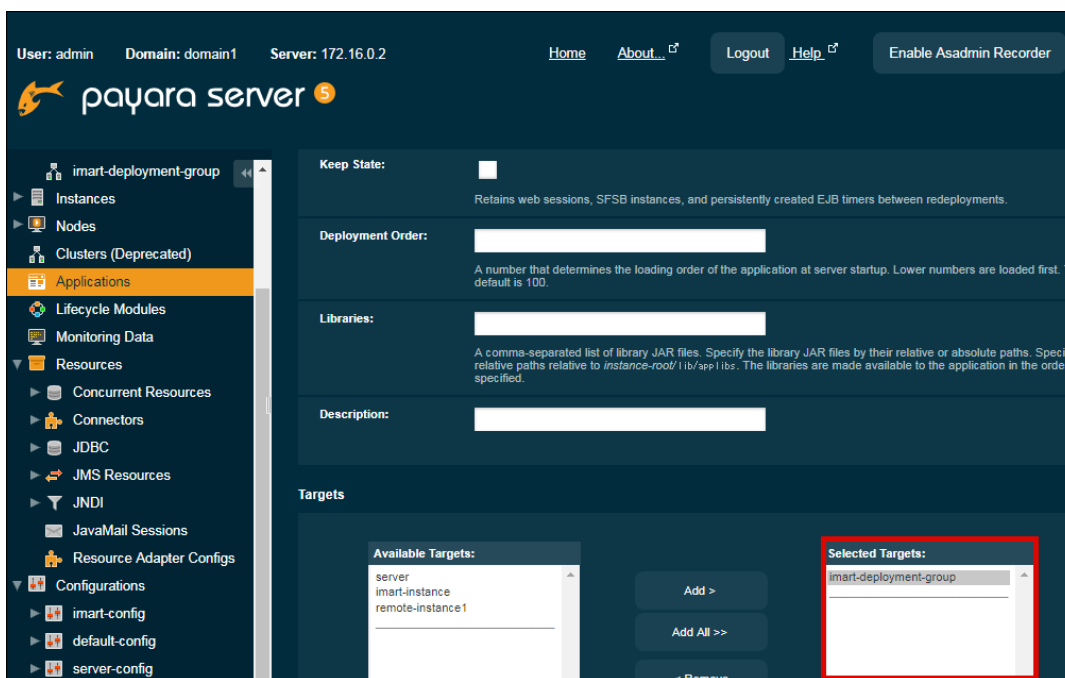 User: admin Domain: domain1 Server: 172.16.0.2 Home About... Logout Help Enable Asadmin Recorder
payara server 5
imart-deployment-group
Instances
Nodes
Clusters (Deprecated)
Applications
Lifecycle Modules
Monitoring Data
Resources
Concurrent Resources
Connectors
JDBC
JMS Resources
JNDI
JavaMail Sessions
Resource Adapter Configs
Configurations
imart-config
default-config
server-config
Keep State:
Retains web sessions, SFSB instances, and persistently created EJB timers between redeployments.
Deployment Order:
A number that determines the loading order of the application at server startup. Lower numbers are loaded first.
default is 100.
Libraries:
A comma-separated list of library JAR files. Specify the library JAR files by their relative or absolute paths. Speci
relative paths relative to instance-root/lib/applibs. The libraries are made available to the application in the orde
specified.
Description:
Targets
Available Targets:
server
imart-instance
remote-instance1
Add >
Add All >>
< Remove
Selected Targets:
imart-deployment-group